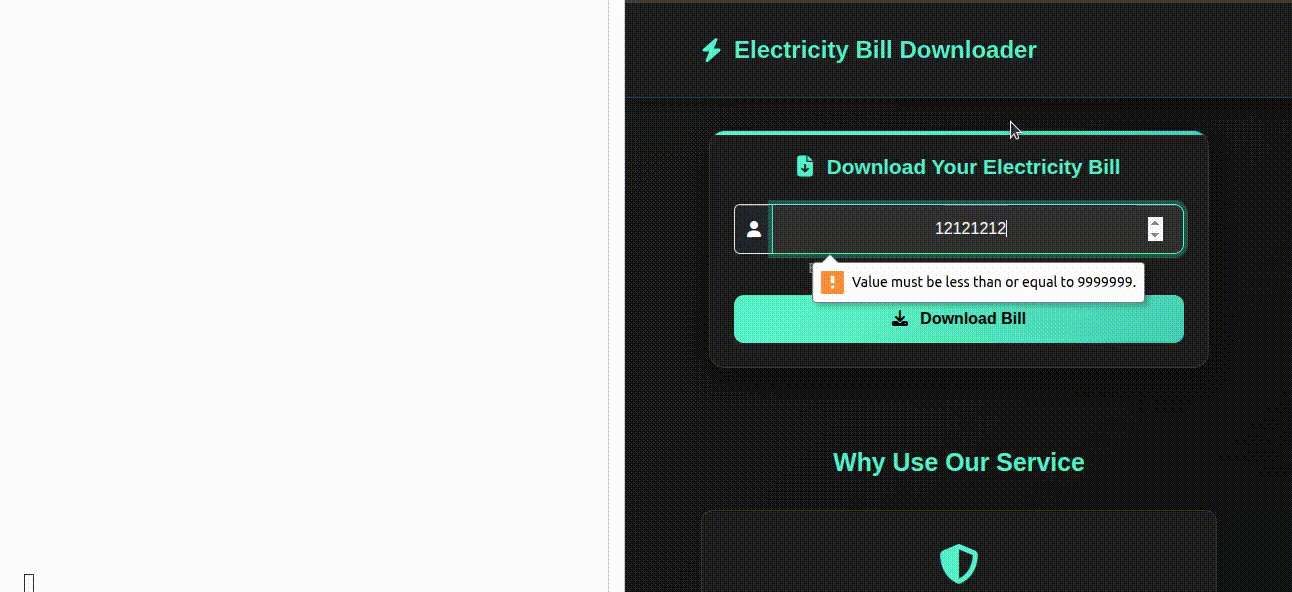 Electricity Bill Downloader
Download Your Electricity Bill
12121212
Value must be less than or equal to 9999999.
Download Bill
Why Use Our Service